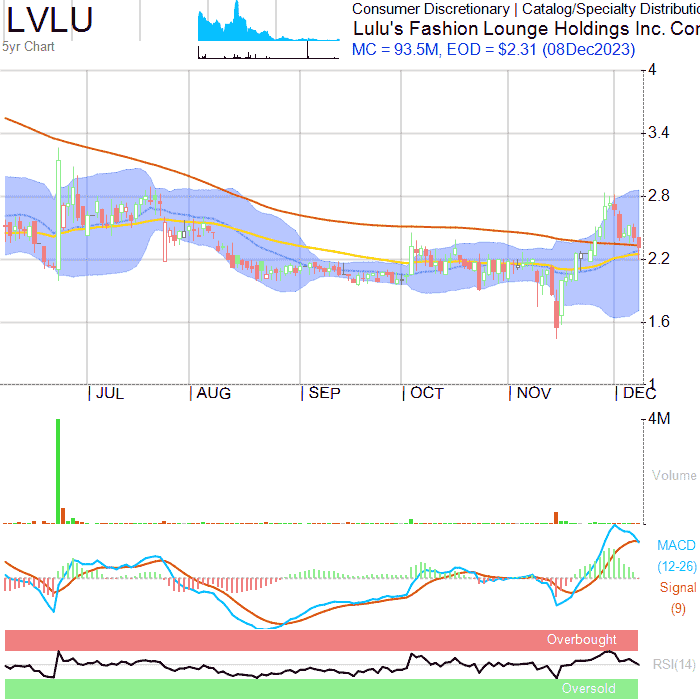 LVLU
5yr Chart
Consumer Discretionary | Catalog/Specialty Distributio
Lulu's Fashion Lounge Holdings Inc. Cor
MC = 93.5M, EOD = $2.31 (08Dec2023)
4
3.4
2.8
2.2
1.6
1
JUL AUG SEP OCT NOV DEC
4M
Volume
MACD
(12-26)
Signal
(9)
Overbought
RSI(14)
Oversold